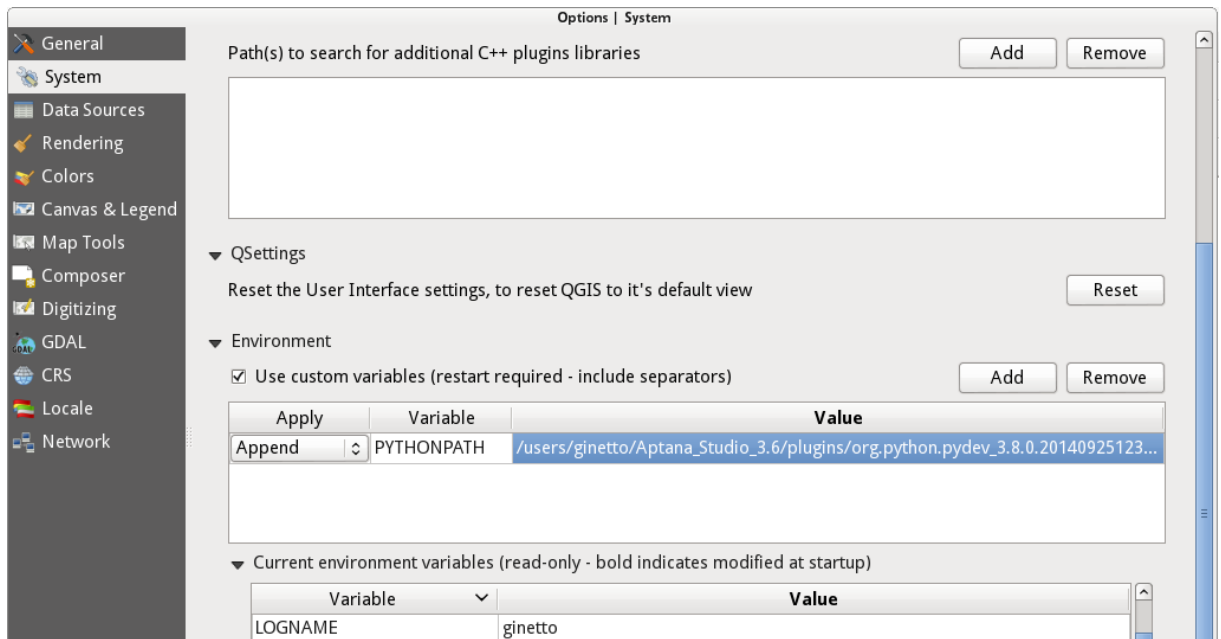 Options | System
General
System
Data Sources
Rendering
Colors
Canvas & Legend
Map Tools
Composer
Digitizing
GDAL
CRS
Locale
Network
Path(s) to search for additional C++ plugins libraries
Add Remove
QSettings
Reset the User Interface settings, to reset QGIS to it's default view
Reset
Environment
Use custom variables (restart required - include separators)
Add Remove
Apply Variable Value
Append PYTHONPATH /users/ginetto/Aptana_Studio_3.6/plugins/org.python.pydev_3.8.0.20140925123...
Current environment variables (read-only - bold indicates modified at startup)
Variable Value
LOGNAME ginetto